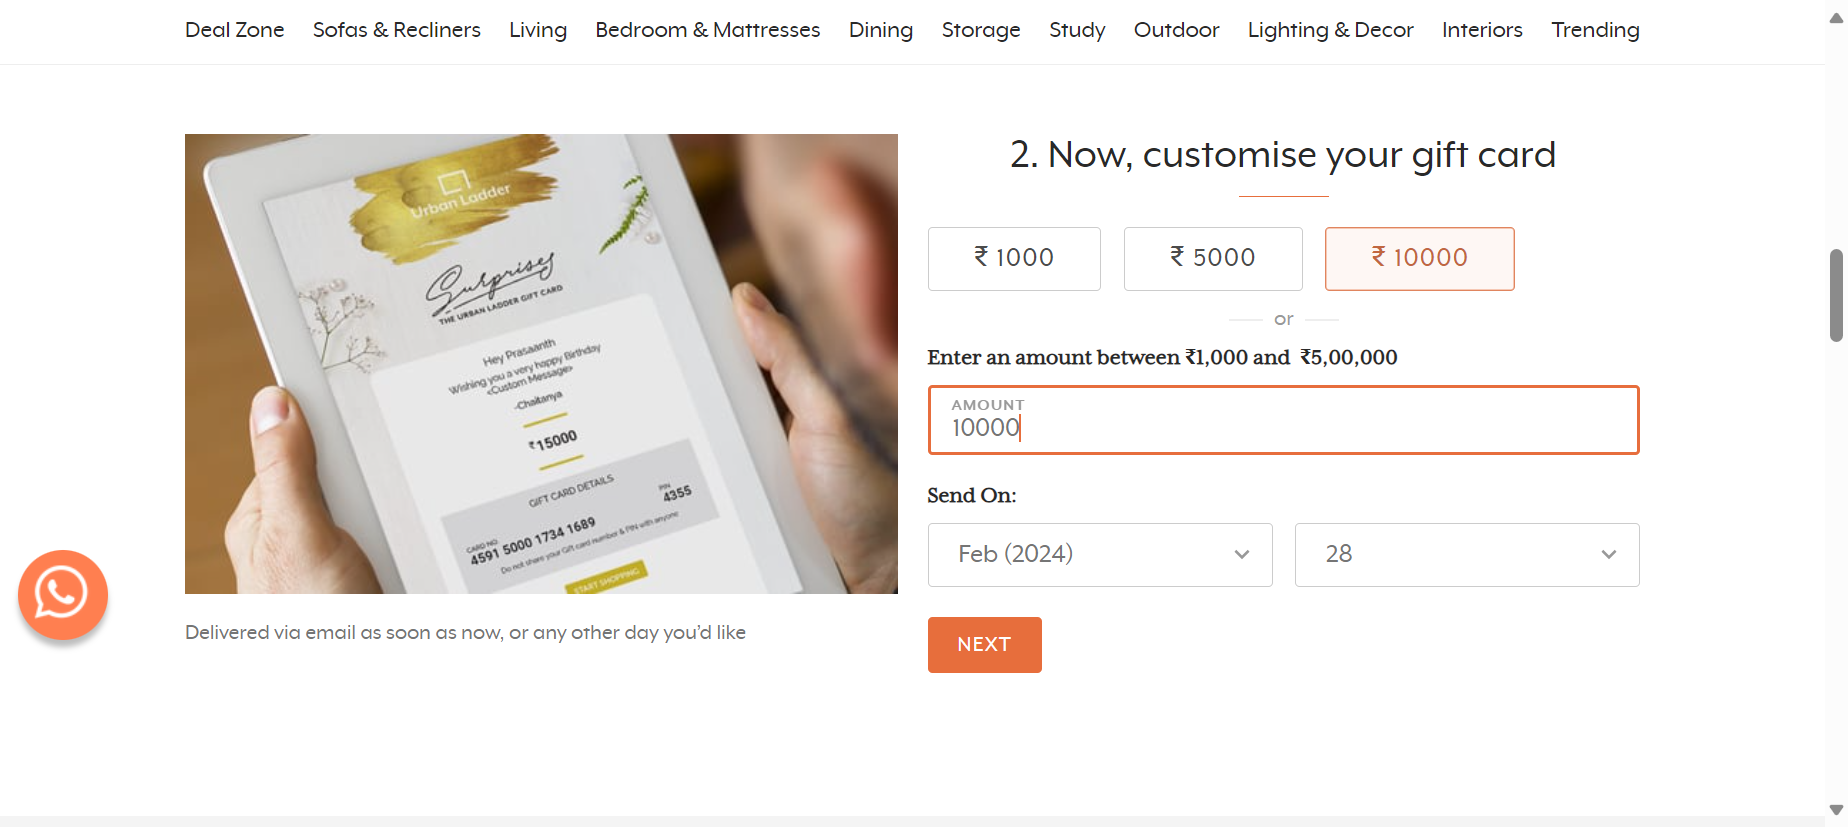 Deal Zone Sofas & Recliners Living Bedroom & Mattresses Dining Storage Study Outdoor Lighting & Decor Interiors Trending
Urban Ladder
Surprises
THE URBAN LADDER GIFT CARD
Hey Prasaanth
Wishing you a very happy Birthday
<Custom Message>
-Chaitanya
₹15000
GIFT CARD DETAILS
CARD NO. PIN
4591 5000 1734 1689 4355
Do not share your Gift card number & PIN with anyone
START SHOPPING
Delivered via email as soon as now, or any other day you’d like
2. Now, customise your gift card
₹ 1000 ₹ 5000 ₹ 10000
or
Enter an amount between ₹1,000 and ₹5,00,000
AMOUNT
10000
Send On:
Feb (2024) 28
NEXT